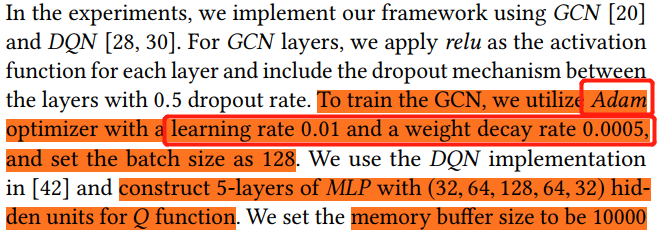 In the experiments, we implement our framework using GCN [20]
and DQN [28, 30]. For GCN layers, we apply relu as the activation
function for each layer and include the dropout mechanism between
the layers with 0.5 dropout rate. To train the GCN, we utilize Adam
optimizer with a learning rate 0.01 and a weight decay rate 0.0005,
and set the batch size as 128. We use the DQN implementation
in [42] and construct 5-layers of MLP with (32, 64, 128, 64, 32) hid-
den units for Q function. We set the memory buffer size to be 10000